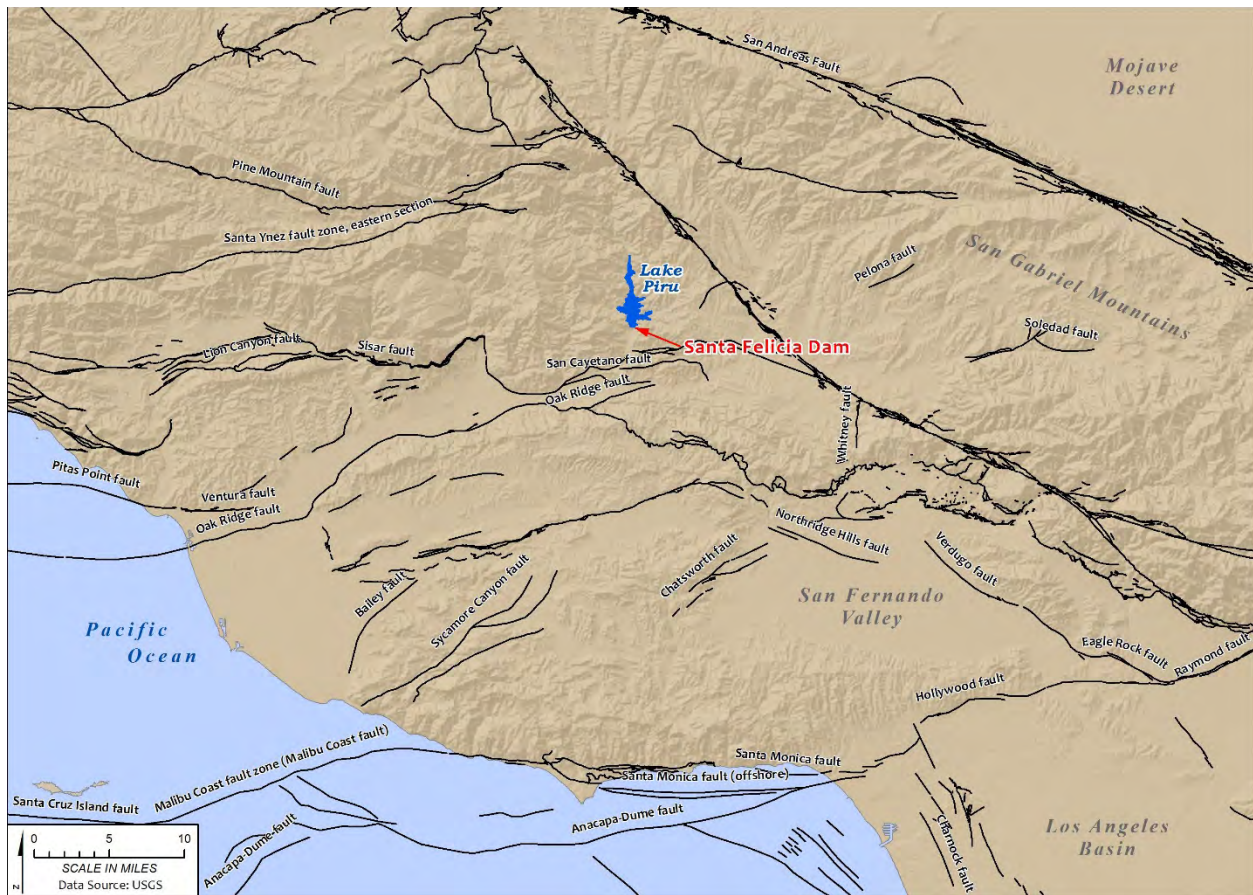 San Andreas Fault
Mojave
Desert
Pine Mountain fault
Santa Ynez fault zone, eastern section
San Gabriel Mountains
Pelona fault
Lake
Piru
Soledad fault
Lion Canyon fault
Sisar fault
Santa Felicia Dam
San Cayetano fault
Oak Ridge fault
Whitney fault
Pitas Point fault
Ventura fault
Oak Ridge fault
Northridge Hills fault
Verdugo fault
Chatsworth fault
Bailey fault
Sycamore Canyon fault
San Fernando
Valley
Pacific
Ocean
Eagle Rock fault
Raymond fault
Hollywood fault
Malibu Coast fault zone (Malibu Coast fault)
Santa Monica fault
Santa Monica fault (offshore)
Santa Cruz Island fault
Anacapa-Dume fault
Anacapa-Dume-fault
Charnock fault
Los Angeles
Basin
0 5 10
SCALE IN MILES
Data Source: USGS
N